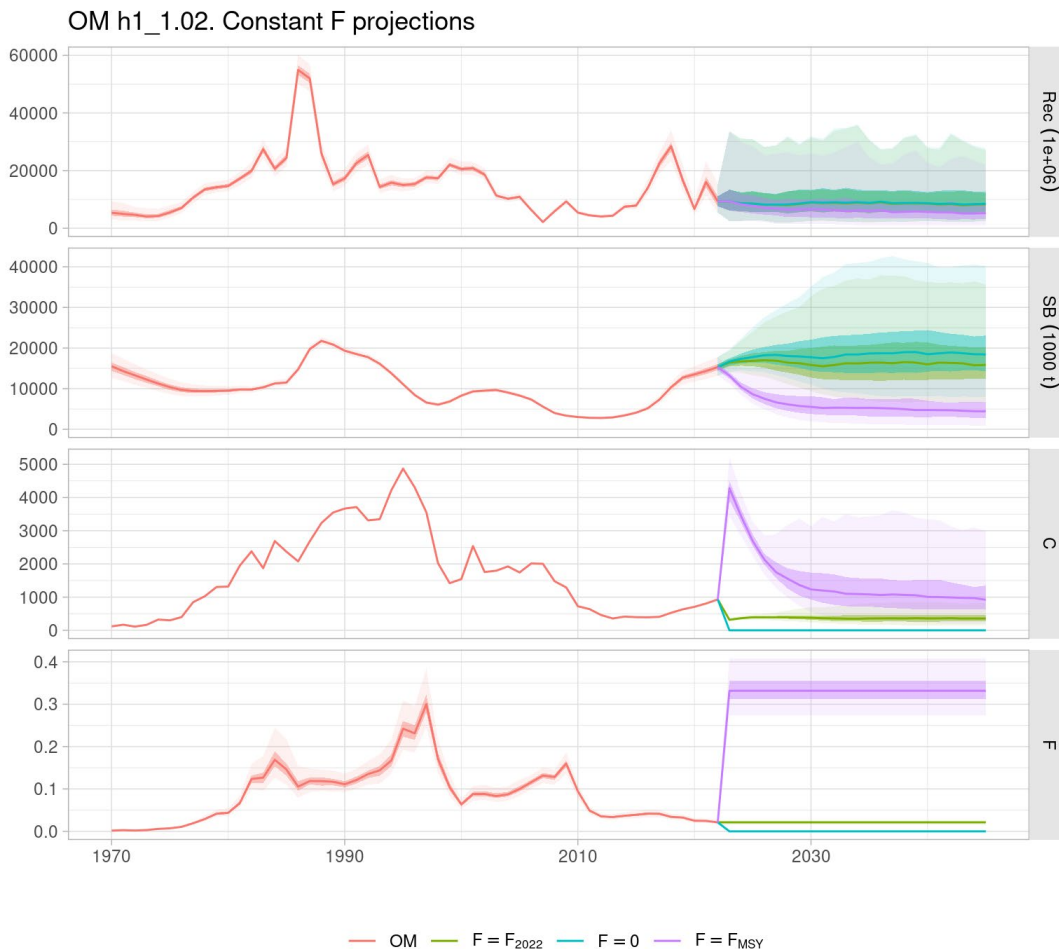 OM h1_1.02. Constant F projections
60000
40000
20000
0
Rec (1e+06)
40000
30000
20000
10000
0
SB (1000 t)
5000
4000
3000
2000
1000
0
C
0.4
0.3
0.2
0.1
0.0
F
1970 1990 2010 2030
OM F = F2022 F = 0 F = FMSY